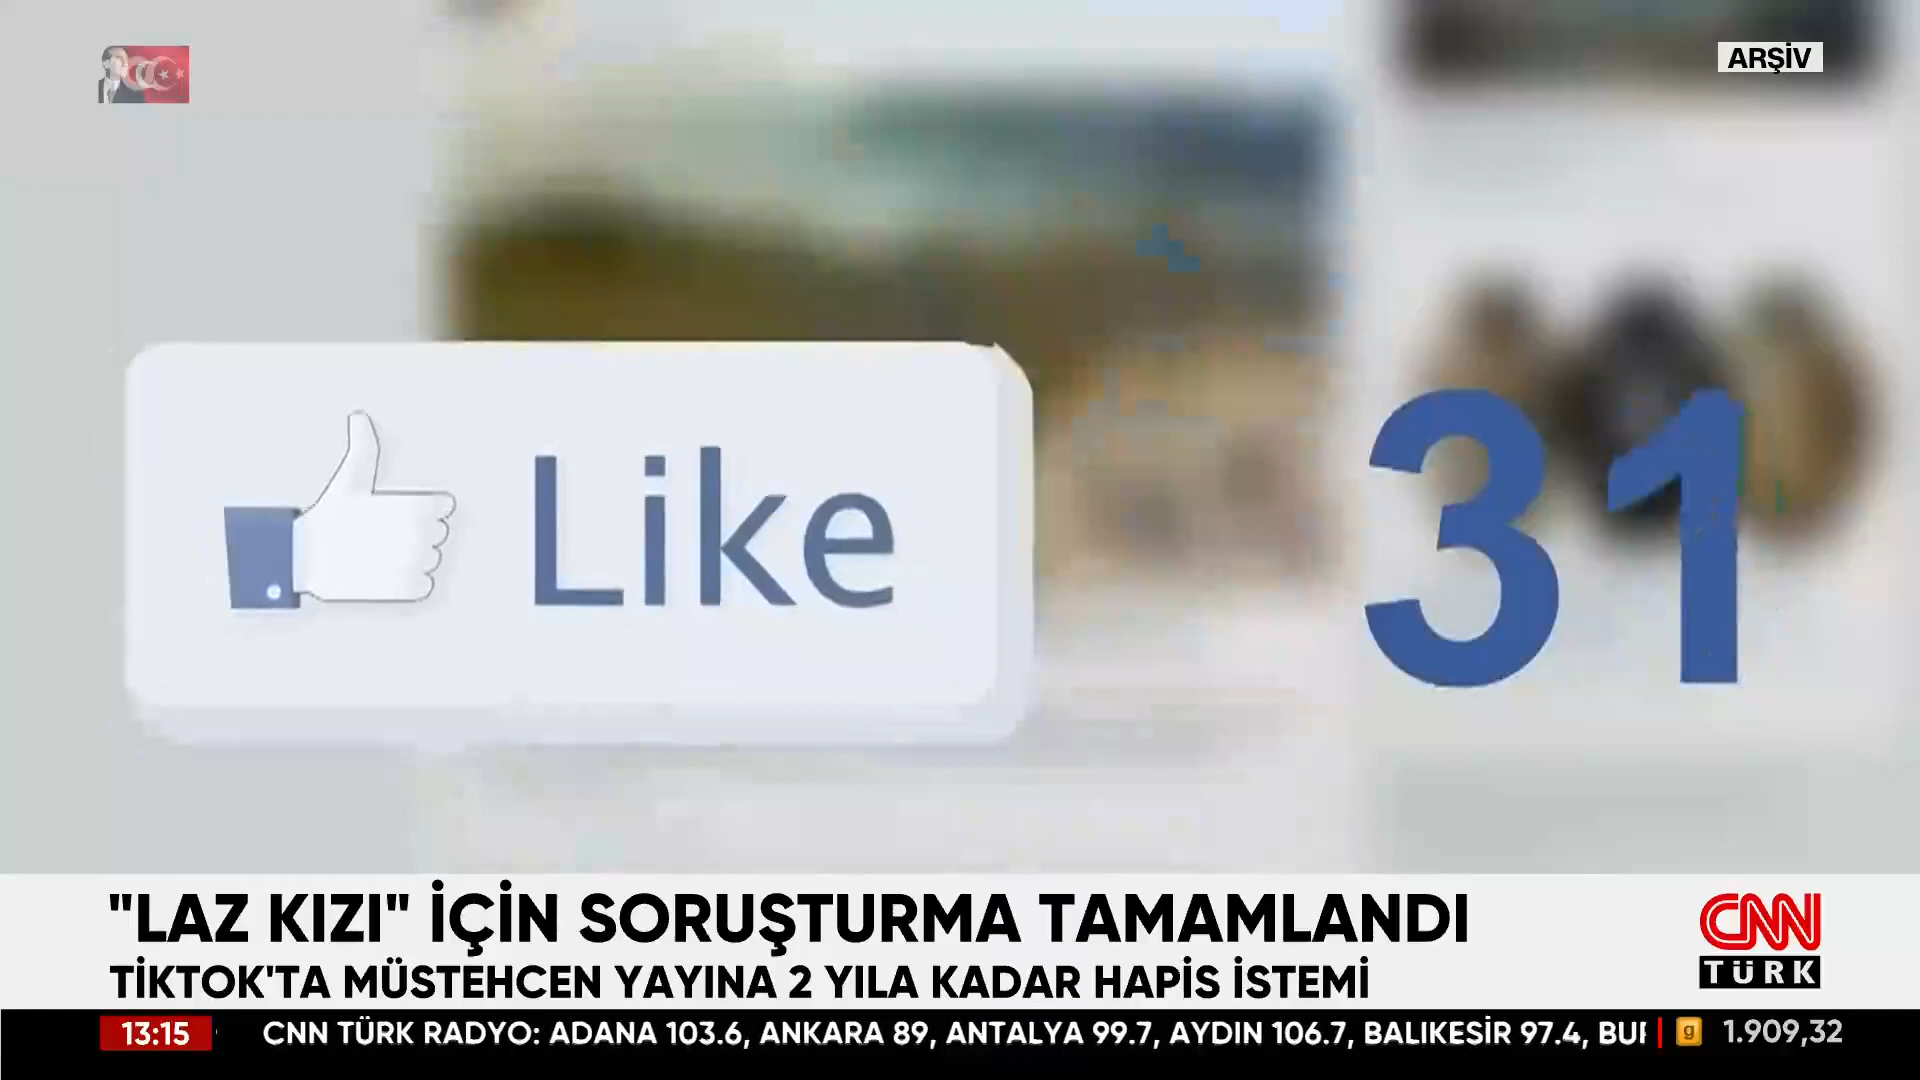 ARŞİV
Like
31
"LAZ KIZI" İÇİN SORUŞTURMA TAMAMLANDI
TİKTOK'TA MÜSTEHCEN YAYINA 2 YILA KADAR HAPİS İSTEMİ
CNN
TÜRK
13:15
CNN TÜRK RADYO: ADANA 103.6, ANKARA 89, ANTALYA 99.7, AYDIN 106.7, BALIKESİR 97.4,
g 1.909,32